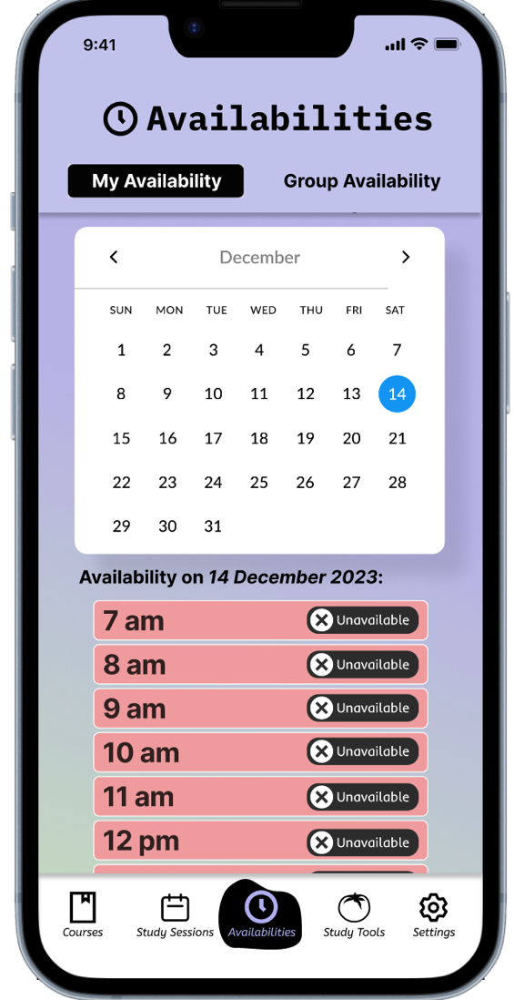 9:41
Availabilities
My Availability Group Availability
December
SUN MON TUE WED THU FRI SAT
1 2 3 4 5 6 7
8 9 10 11 12 13 14
15 16 17 18 19 20 21
22 23 24 25 26 27 28
29 30 31
Availability on 14 December 2023:
7 am Unavailable
8 am Unavailable
9 am Unavailable
10 am Unavailable
11 am Unavailable
12 pm Unavailable
Courses Study Sessions Availabilities Study Tools Settings